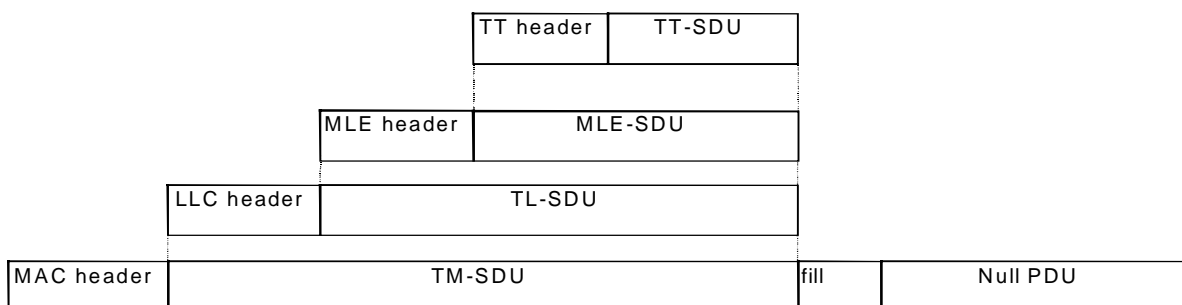 TT header TT-SDU
MLE header MLE-SDU
LLC header TL-SDU
MAC header TM-SDU fill Null PDU